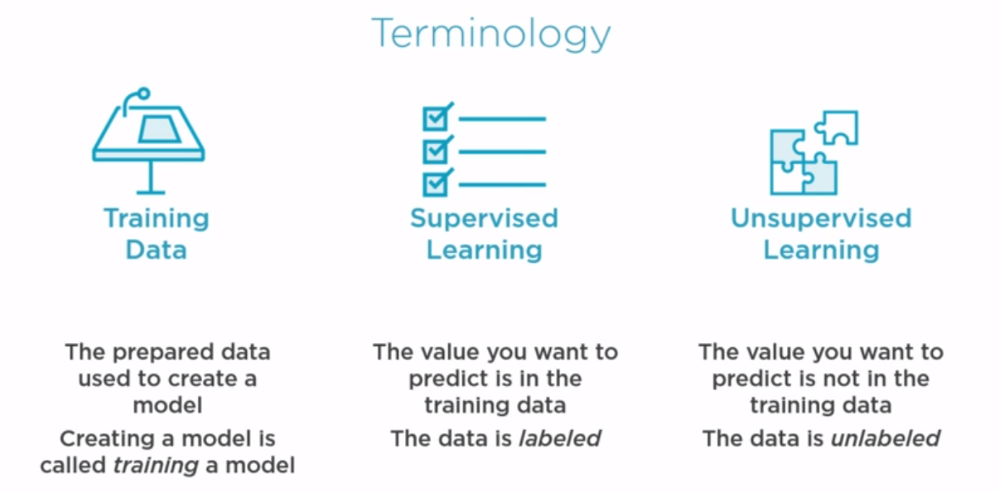 Terminology
Training
Data
Supervised
Learning
Unsupervised
Learning
The prepared data
used to create a
model
Creating a model is
called training a model
The value you want to
predict is in the
training data
The data is labeled
The value you want to
predict is not in the
training data
The data is unlabeled